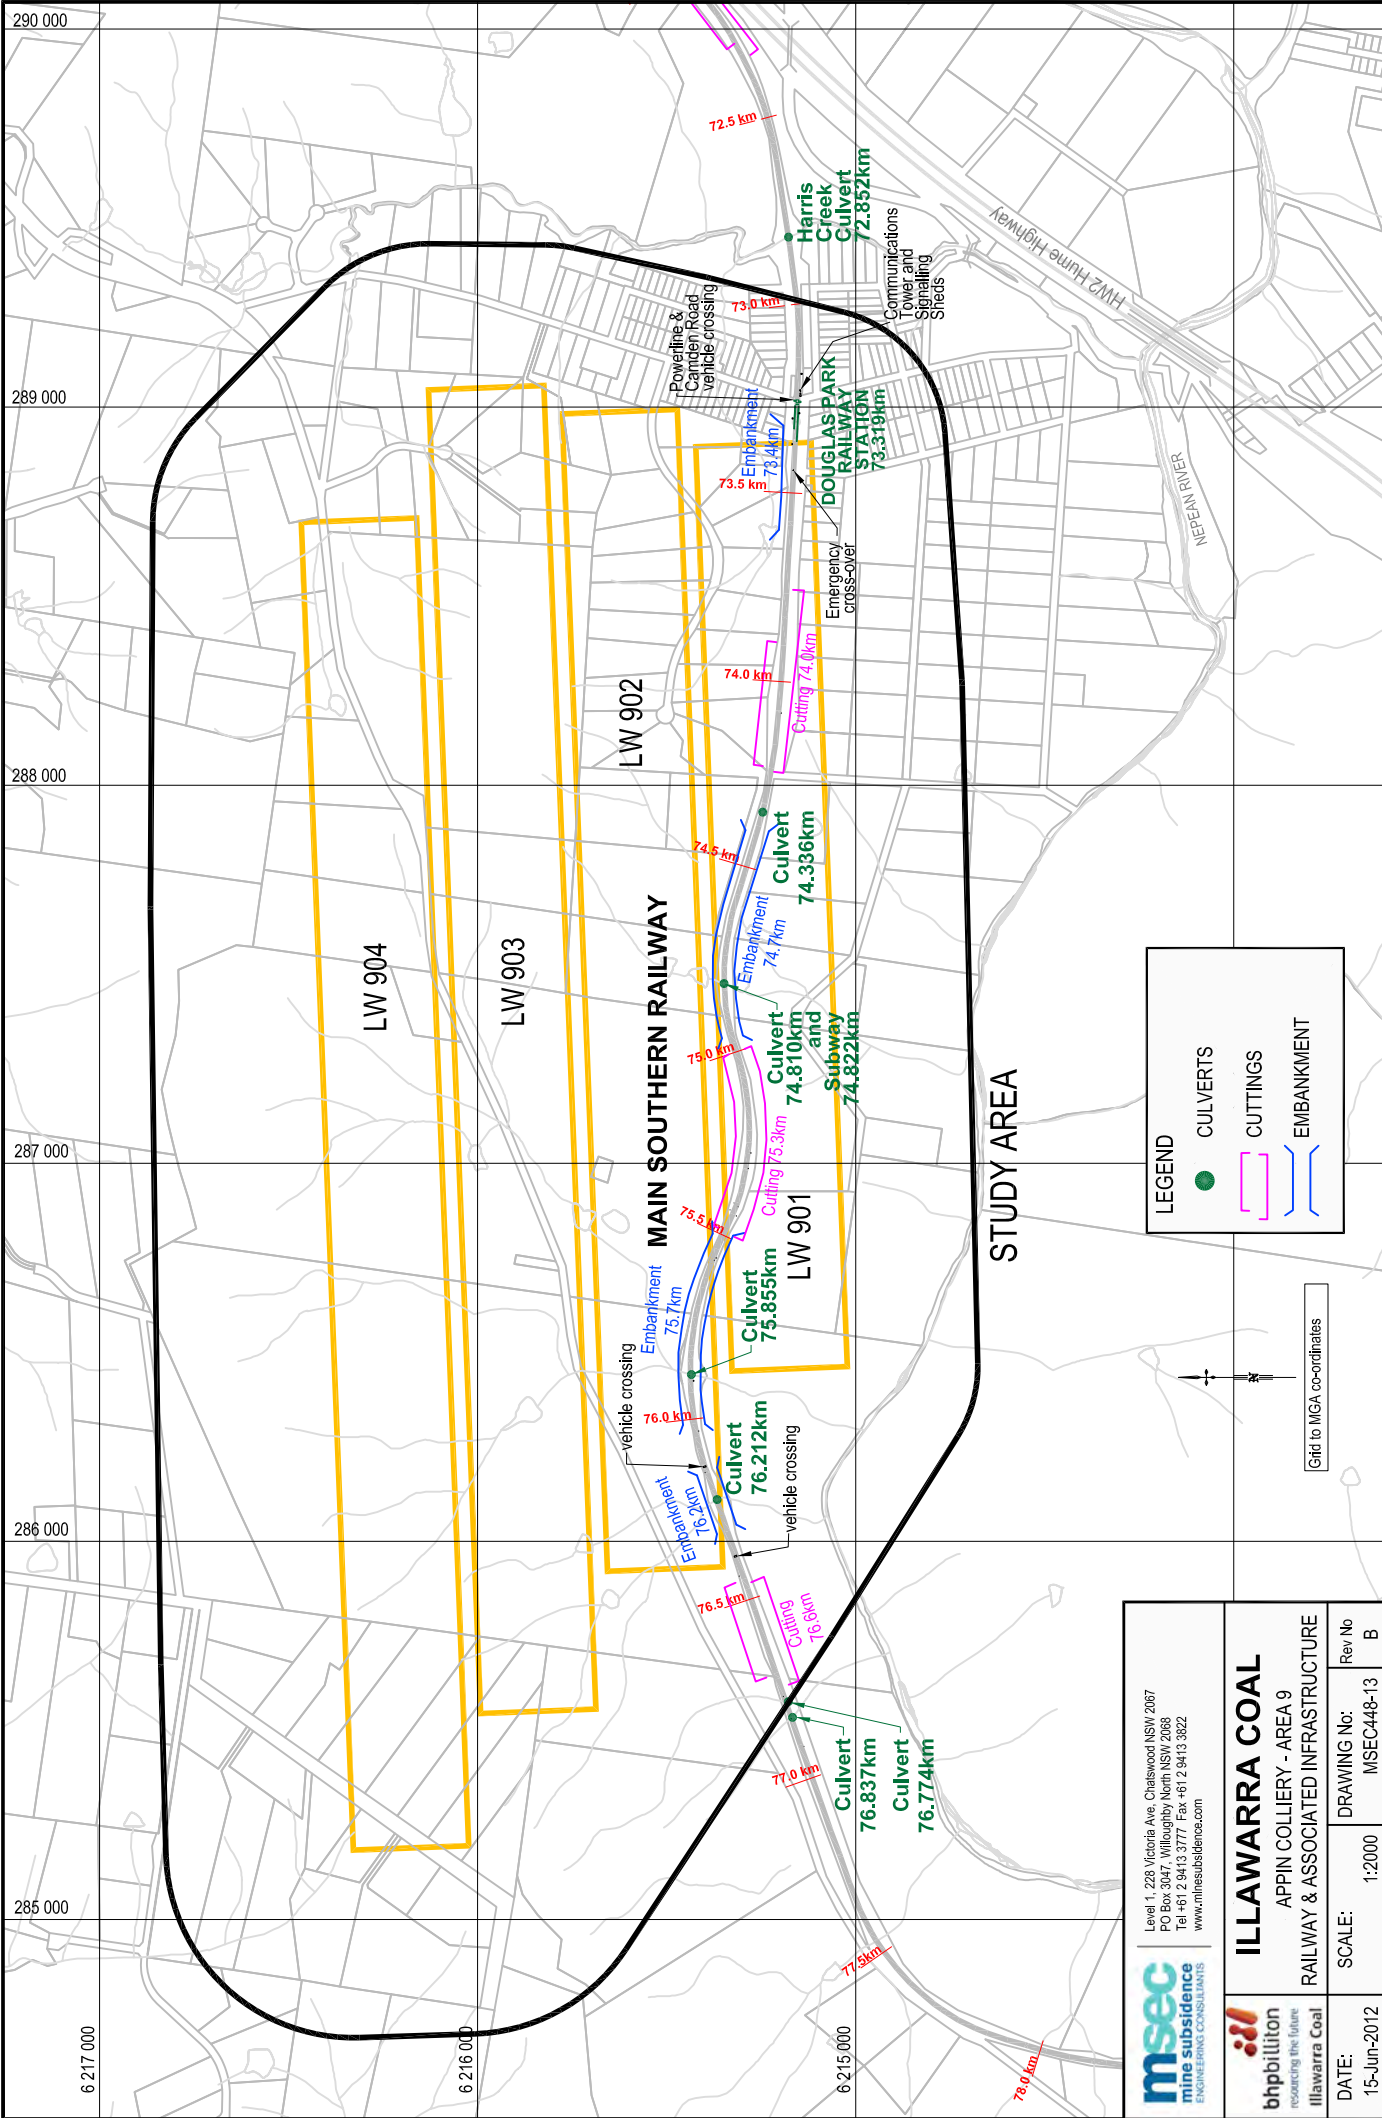 290 000
289 000
288 000
287 000
286 000
285 000
6 217 000
6 216 000
6 215 000
72.5 km
Harris
Creek
Culvert
72.852km
HW2 Hume Highway
Communications
Tower and
Signalling
Sheds
73.0 km
Powerline &
Camden Road
vehicle crossing
Embankment
73.4km
73.5 km
DOUGLAS PARK
RAILWAY
STATION
73.319km
Emergency
cross-over
NEPEAN RIVER
74.0 km
Cutting 74.0km
LW 902
74.5 km
Culvert
74.336km
Embankment
74.7km
LW 904
LW 903
MAIN SOUTHERN RAILWAY
75.0 km
Culvert
74.810km
and
Subway
74.822km
Cutting 75.3km
75.5 km
LW 901
STUDY AREA
Embankment
75.7km
Culvert
75.855km
vehicle crossing
76.0 km
Culvert
76.212km
Embankment
76.2km
vehicle crossing
76.5 km
Cutting
76.6km
77.0 km
Culvert
76.837km
Culvert
76.774km
77.5km
78.0 km
LEGEND
CULVERTS
CUTTINGS
EMBANKMENT
N
Grid to MGA co-ordinates
msec
mine subsidence
ENGINEERING CONSULTANTS
Level 1, 228 Victoria Ave, Chatswood NSW 2067
PO Box 3047, Willoughby North NSW 2068
Tel +61 2 9413 3777 Fax +61 2 9413 3822
www.minesubsidence.com
bhpbilliton
resourcing the future
Illawarra Coal
ILLAWARRA COAL
APPIN COLLIERY - AREA 9
RAILWAY & ASSOCIATED INFRASTRUCTURE
DATE:
15-Jun-2012
SCALE:
1:2000
DRAWING No:
MSEC448-13
Rev No
B